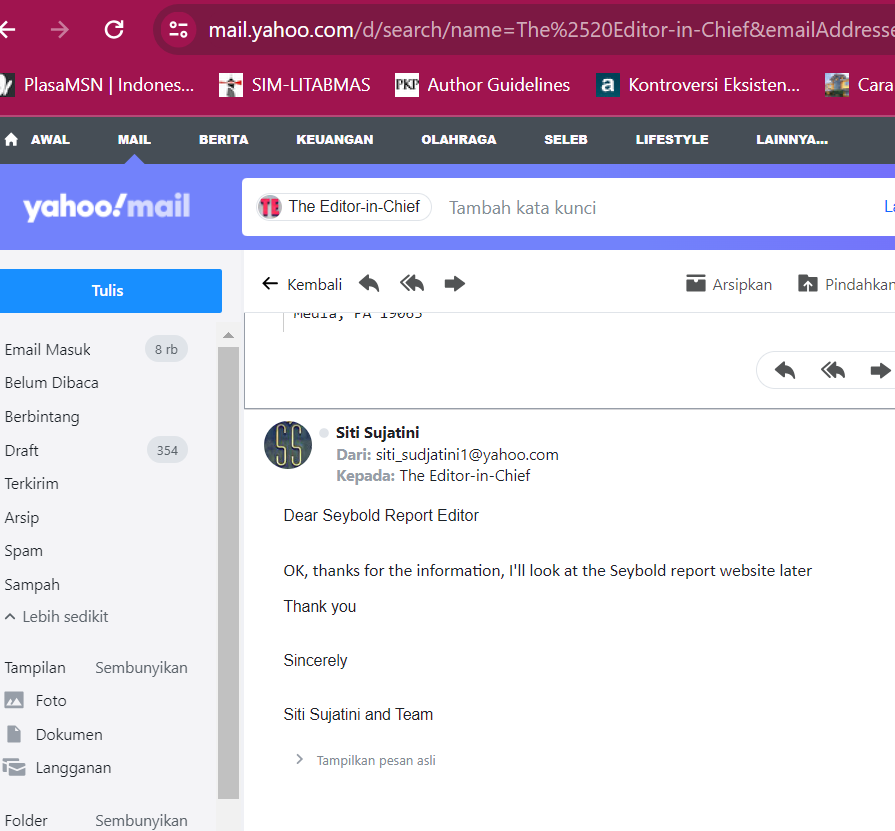 mail.yahoo.com/d/search/name=The%2520Editor-in-Chief&emailAddresse
PlasaMSN | Indones... SIM-LITABMAS PKP Author Guidelines a Kontroversi Eksisten... Cara
AWAL MAIL BERITA KEUANGAN OLAHRAGA SELEB LIFESTYLE LAINNYA...
yahoo!mail
TE The Editor-in-Chief Tambah kata kunci
Tulis
Kembali Arsipkan Pindahkan
Media, PA 19063
Email Masuk 8 rb
Belum Dibaca
Berbintang
Draft 354
Terkirim
Arsip
Spam
Sampah
Lebih sedikit
Tampilan Sembunyikan
Foto
Dokumen
Langganan
Folder Sembunyikan
SS Siti Sujatini
Dari: siti_sudjatini1@yahoo.com
Kepada: The Editor-in-Chief
Dear Seybold Report Editor
OK, thanks for the information, I'll look at the Seybold report website later
Thank you
Sincerely
Siti Sujatini and Team
Tampilkan pesan asli